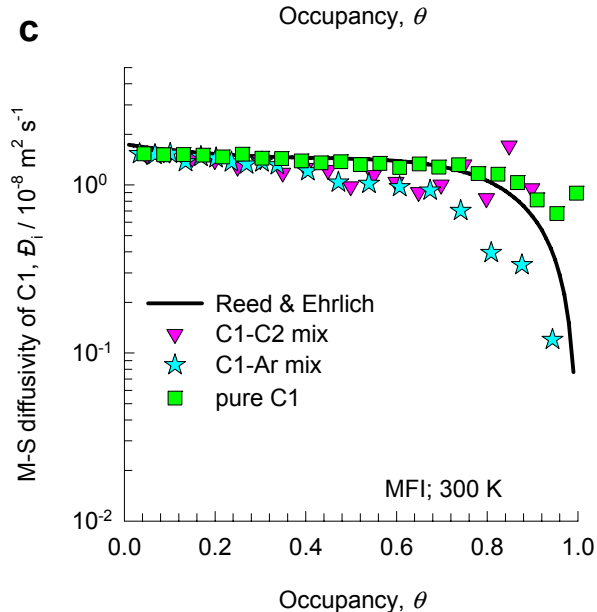 Occupancy, θ
c
M-S diffusivity of C1, Đi / 10⁻⁸ m² s⁻¹
10⁰
10⁻¹
10⁻²
Reed & Ehrlich
C1-C2 mix
C1-Ar mix
pure C1
MFI; 300 K
0.0 0.2 0.4 0.6 0.8 1.0
Occupancy, θ